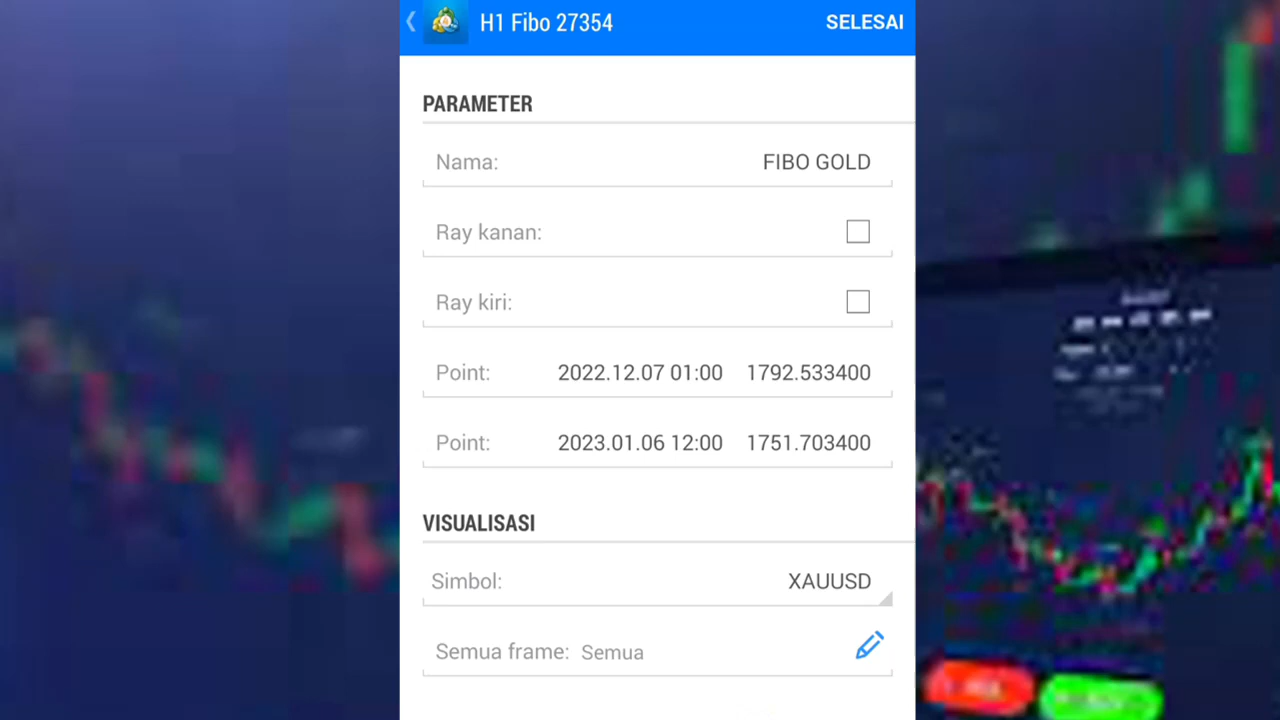 H1 Fibo 27354 SELESAI
PARAMETER
Nama: FIBO GOLD
Ray kanan:
Ray kiri:
Point: 2022.12.07 01:00 1792.533400
Point: 2023.01.06 12:00 1751.703400
VISUALISASI
Simbol: XAUUSD
Semua frame: Semua